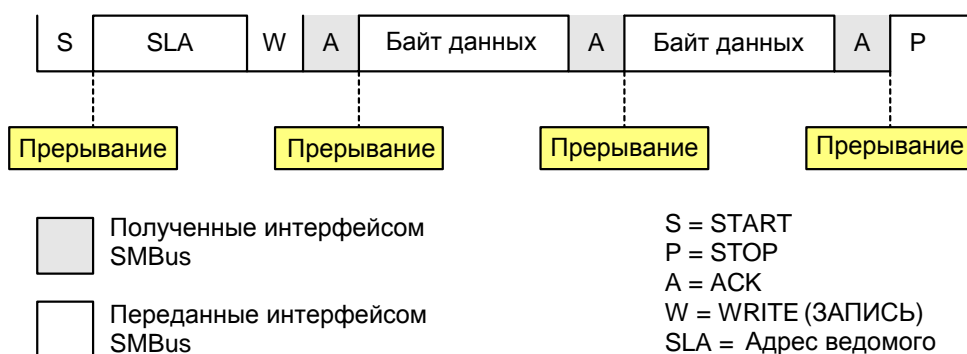 S SLA W A Байт данных A Байт данных A P
Прерывание Прерывание Прерывание Прерывание
Полученные интерфейсом
SMBus
Переданные интерфейсом
SMBus
S = START
P = STOP
A = ACK
W = WRITE (ЗАПИСЬ)
SLA = Адрес ведомого